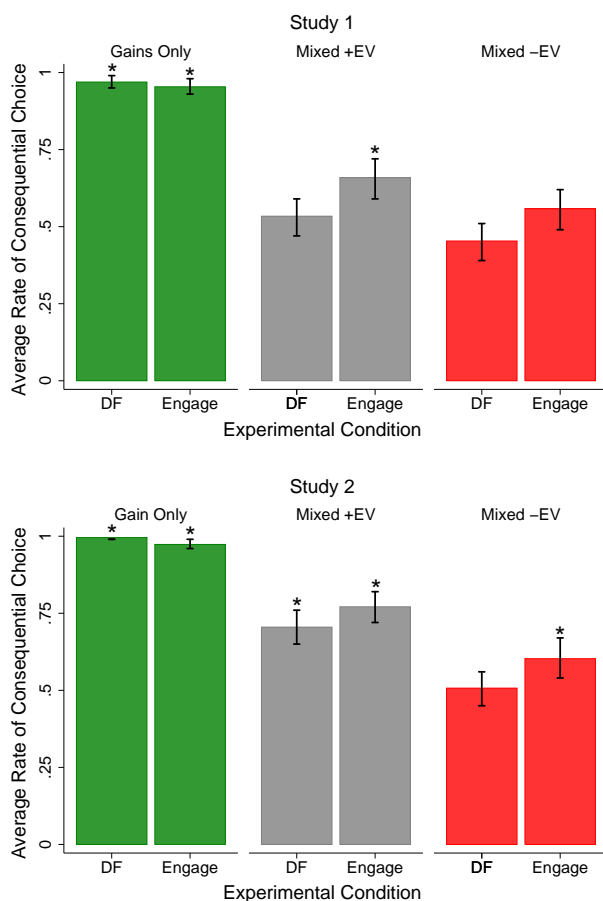 Study 1
Gains Only Mixed +EV Mixed −EV
Average Rate of Consequential Choice
1
.75
.5
.25
0
* * *
DF Engage DF Engage DF Engage
Experimental Condition
Study 2
Gain Only Mixed +EV Mixed −EV
Average Rate of Consequential Choice
1
.75
.5
.25
0
* * * * *
DF Engage DF Engage DF Engage
Experimental Condition